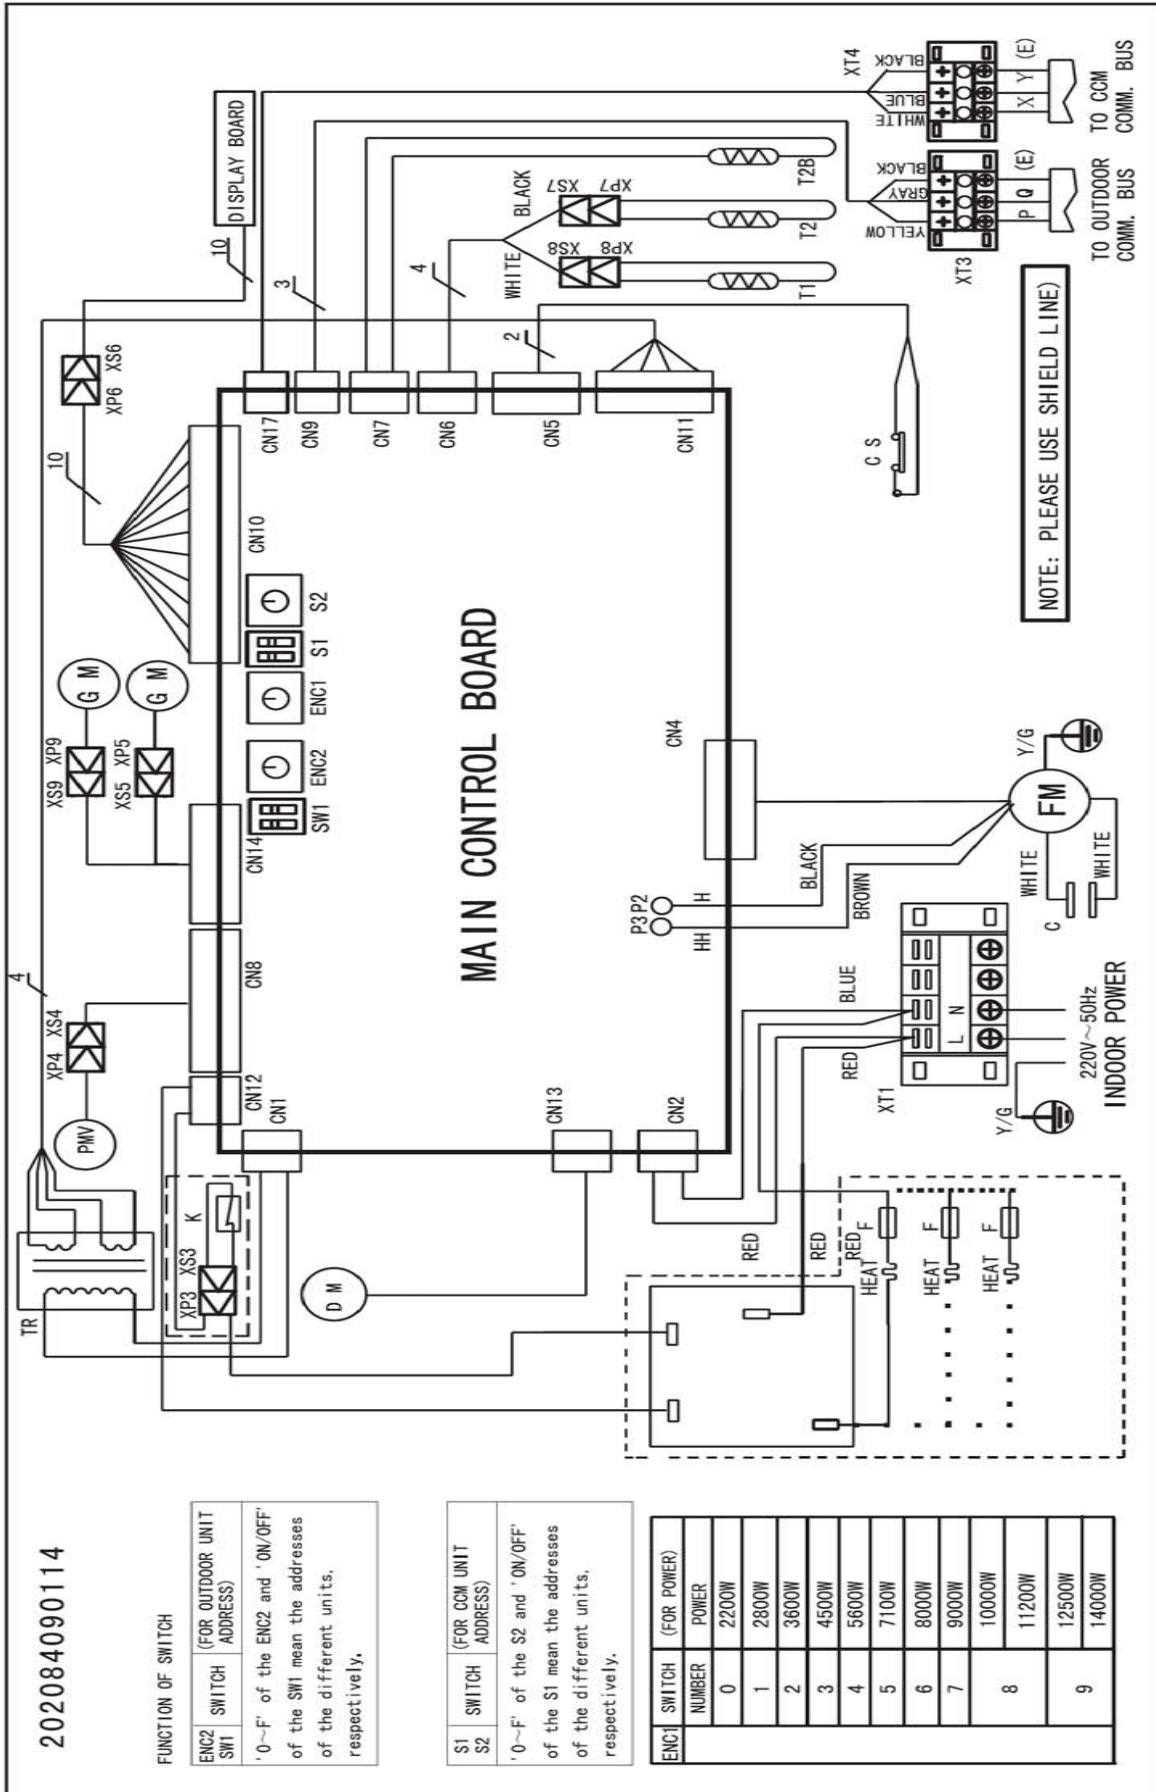 202084090114
FUNCTION OF SWITCH
ENC2
SW1
SWITCH
(FOR OUTDOOR UNIT
ADDRESS)
'0~F' of the ENC2 and 'ON/OFF'
of the SW1 mean the addresses
of the different units,
respectively.
S1
S2
SWITCH
(FOR CCM UNIT
ADDRESS)
'0~F' of the S2 and 'ON/OFF'
of the S1 mean the addresses
of the different units,
respectively.
ENC1 SWITCH (FOR POWER)
NUMBER POWER
0 2200W
1 2800W
2 3600W
3 4500W
4 5600W
5 7100W
6 8000W
7 9000W
8 10000W
11200W
9 12500W
14000W
TR
4
PMV
XP4 XS4
XS9 XP9
G M
XS5 XP5
G M
10
XP6 XS6
10
DISPLAY BOARD
XP3 XS3
K
CN12
CN8
CN14
CN10
SW1
ENC2
ENC1
S1
S2
CN1
CN13
CN2
MAIN CONTROL BOARD
CN4
CN17
CN9
CN7
CN6
CN5
CN11
3
4
2
WHITE
BLACK
XS8 XP8
XS7 XP7
T1
T2
T2B
C S
D M
P3 P2
HH
H
BLACK
BROWN
FM
Y/G
WHITE
WHITE
C
RED
RED
RED
RED
BLUE
F
F
F
HEAT
HEAT
HEAT
XT1
L N
Y/G
220V~50Hz
INDOOR POWER
NOTE: PLEASE USE SHIELD LINE)
XT3
YELLOW
GRAY
BLACK
P Q (E)
TO OUTDOOR
COMM. BUS
XT4
WHITE
BLUE
BLACK
X Y (E)
TO CCM
COMM. BUS